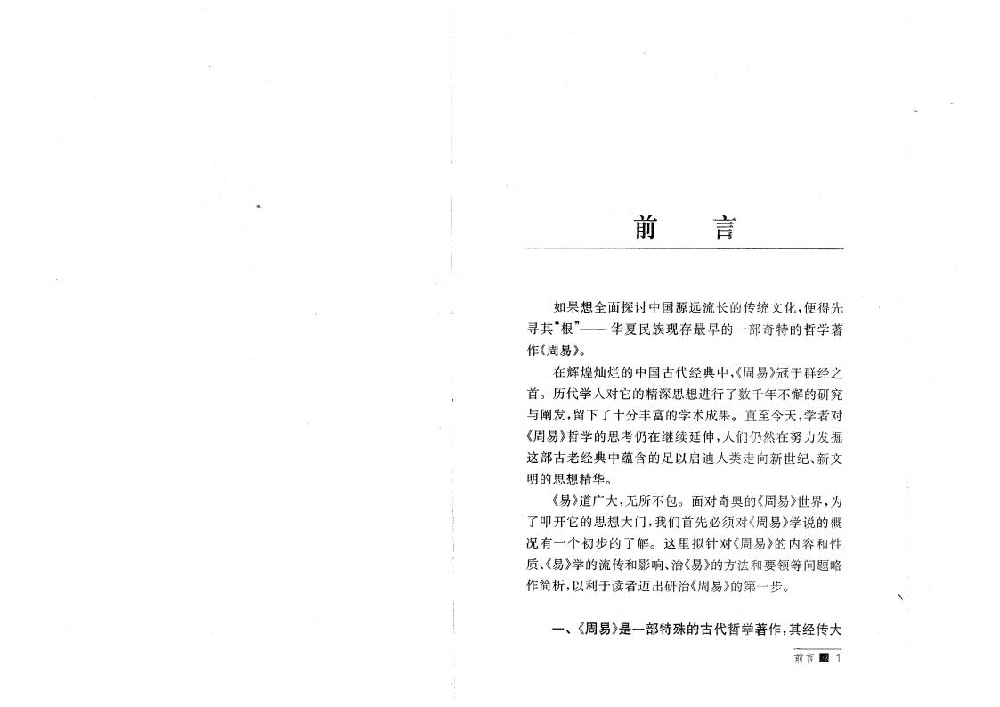 前　言
如果想全面探讨中国源远流长的传统文化,便得先
寻其“根”—— 华夏民族现存最早的一部奇特的哲学著
作《周易》。
在辉煌灿烂的中国古代经典中,《周易》冠于群经之
首。历代学人对它的精深思想进行了数千年不懈的研究
与阐发,留下了十分丰富的学术成果。直至今天,学者对
《周易》哲学的思考仍在继续延伸,人们仍然在努力发掘
这部古老经典中蕴含的足以启迪人类走向新世纪、新文
明的思想精华。
《易》道广大,无所不包。面对奇奥的《周易》世界,为
了叩开它的思想大门,我们首先必须对《周易》学说的概
况有一个初步的了解。这里拟针对《周易》的内容和性
质、《易》学的流传和影响、治《易》的方法和要领等问题略
作简析,以利于读者迈出研治《周易》的第一步。
一、《周易》是一部特殊的古代哲学著作,其经传大
前言 1